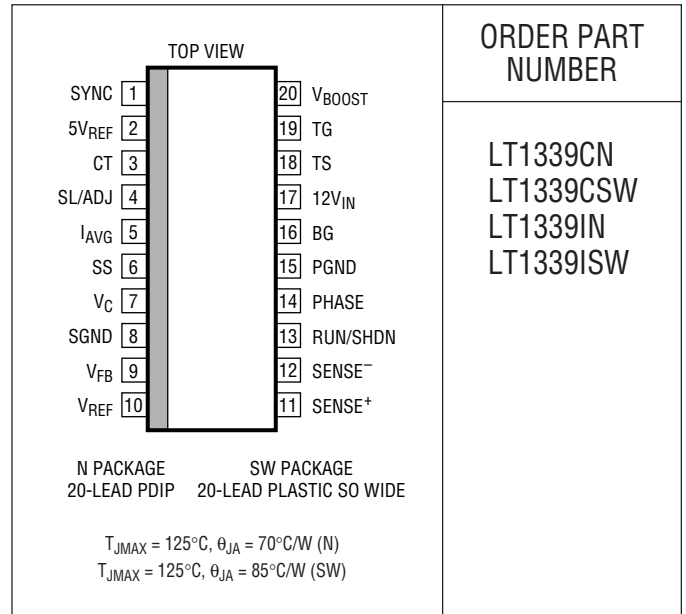 TOP VIEW
SYNC 1
5VREF 2
CT 3
SL/ADJ 4
IAVG 5
SS 6
VC 7
SGND 8
VFB 9
VREF 10
20 VBOOST
19 TG
18 TS
17 12VIN
16 BG
15 PGND
14 PHASE
13 RUN/SHDN
12 SENSE–
11 SENSE+
N PACKAGE
20-LEAD PDIP
SW PACKAGE
20-LEAD PLASTIC SO WIDE
TJMAX = 125°C, θJA = 70°C/W (N)
TJMAX = 125°C, θJA = 85°C/W (SW)
ORDER PART
NUMBER
LT1339CN
LT1339CSW
LT1339IN
LT1339ISW